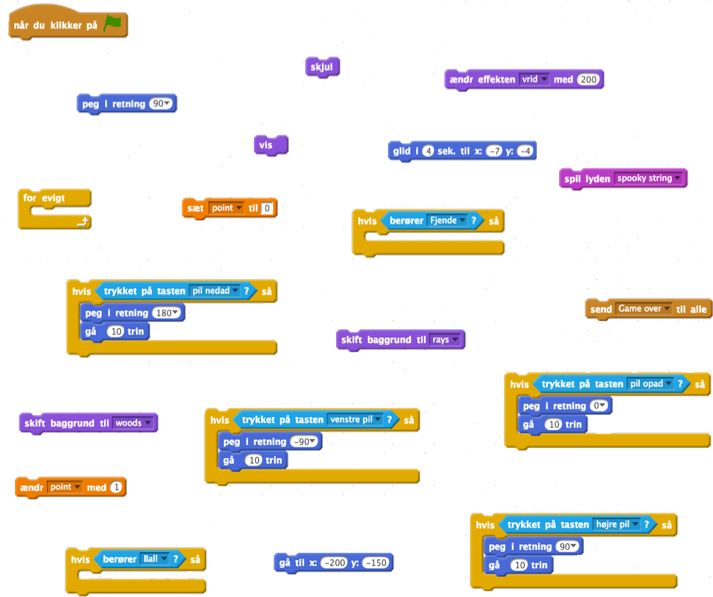 når du klikker på
skjul
ændr effekten vrid med 200
peg i retning 90
vis
glid i 4 sek. til x: -7 y: -4
spil lyden spooky string
for evigt
sæt point til 0
hvis berører Fjende ? så
trykket på tasten pil nedad ? så
hvis
peg i retning 180
gå 10 trin
send Game over til alle
skift baggrund til rays
hvis trykket på tasten pil opad ? så
peg i retning 0
gå 10 trin
skift baggrund til woods
hvis trykket på tasten venstre pil ? så
peg i retning -90
gå 10 trin
ændr point med 1
hvis trykket på tasten højre pil ? så
peg i retning 90
gå 10 trin
hvis berører Ball ? så
gå til x: -200 y: -150